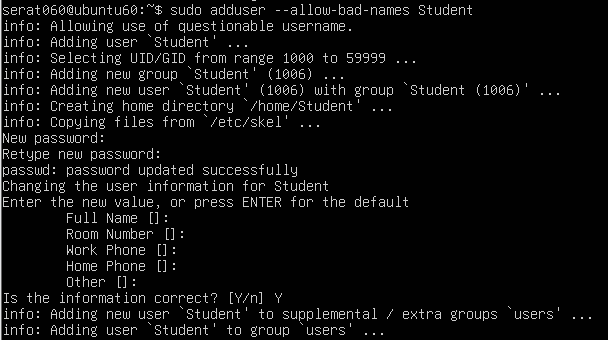 serat060@ubuntu60:~$ sudo adduser --allow-bad-names Student
info: Allowing use of questionable username.
info: Adding user `Student' ...
info: Selecting UID/GID from range 1000 to 59999 ...
info: Adding new group `Student' (1006) ...
info: Adding new user `Student' (1006) with group `Student (1006)' ...
info: Creating home directory `/home/Student' ...
info: Copying files from `/etc/skel' ...
New password:
Retype new password:
passwd: password updated successfully
Changing the user information for Student
Enter the new value, or press ENTER for the default
        Full Name []:
        Room Number []:
        Work Phone []:
        Home Phone []:
        Other []:
Is the information correct? [Y/n] Y
info: Adding new user `Student' to supplemental / extra groups `users' ...
info: Adding user `Student' to group `users' ...